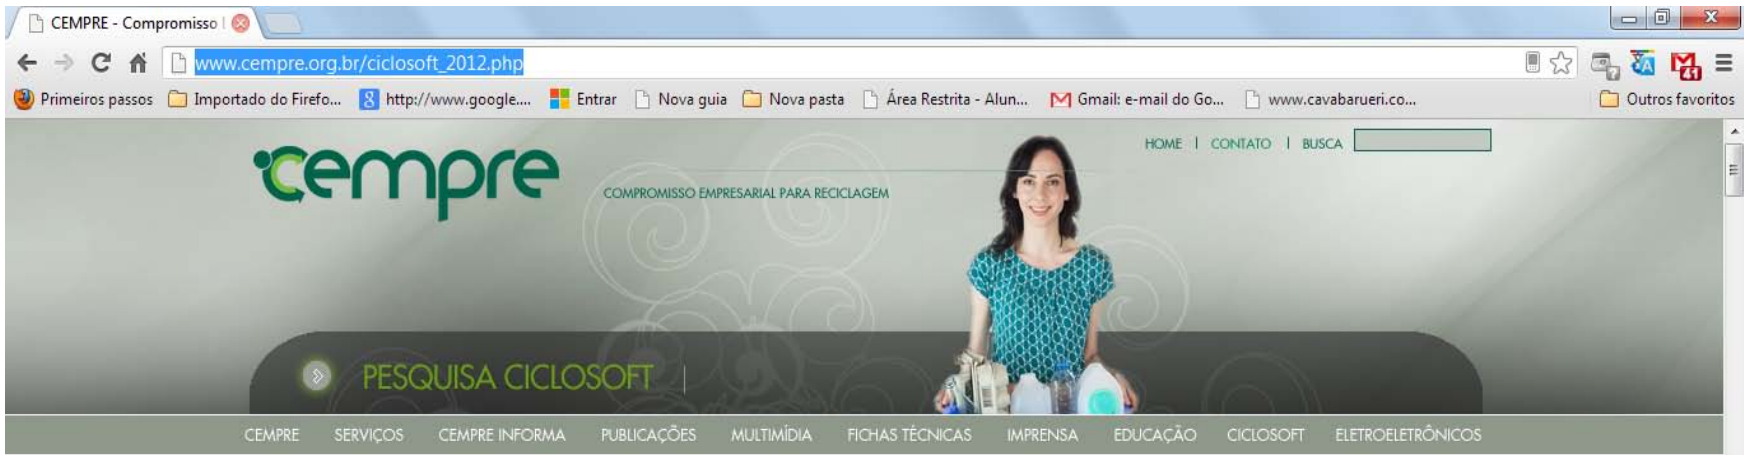 CEMPRE - Compromisso
www.cempre.org.br/ciclosoft_2012.php
Primeiros passos Importado do Firefo... http://www.google.... Entrar Nova guia Nova pasta Área Restrita - Alun... Gmail: e-mail do Go... www.cavabarueri.co... Outros favoritos
HOME | CONTATO | BUSCA
cempre
COMPROMISSO EMPRESARIAL PARA RECICLAGEM
PESQUISA CICLOSOFT
CEMPRE SERVIÇOS CEMPRE INFORMA PUBLICAÇÕES MULTIMÍDIA FICHAS TÉCNICAS IMPRENSA EDUCAÇÃO CICLOSOFT ELETROELETRÔNICOS